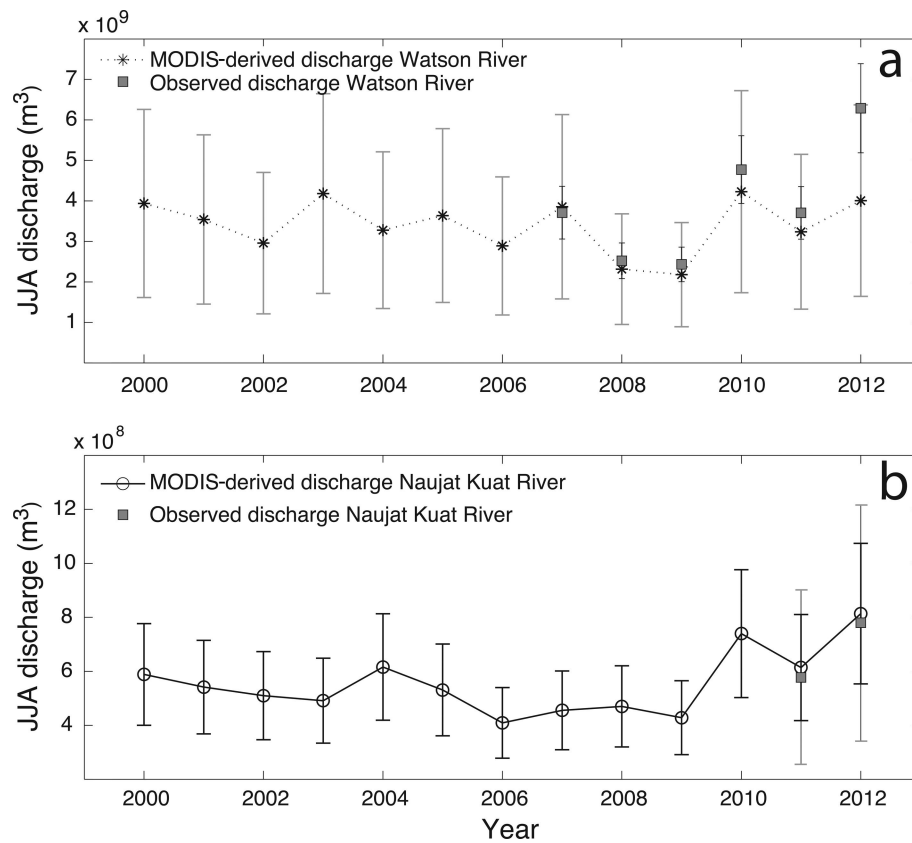 x 10^9
a
MODIS-derived discharge Watson River
Observed discharge Watson River
JJA discharge (m³)
7
6
5
4
3
2
1
2000 2002 2004 2006 2008 2010 2012
x 10^8
b
MODIS-derived discharge Naujat Kuat River
Observed discharge Naujat Kuat River
JJA discharge (m³)
12
10
8
6
4
2000 2002 2004 2006 2008 2010 2012
Year